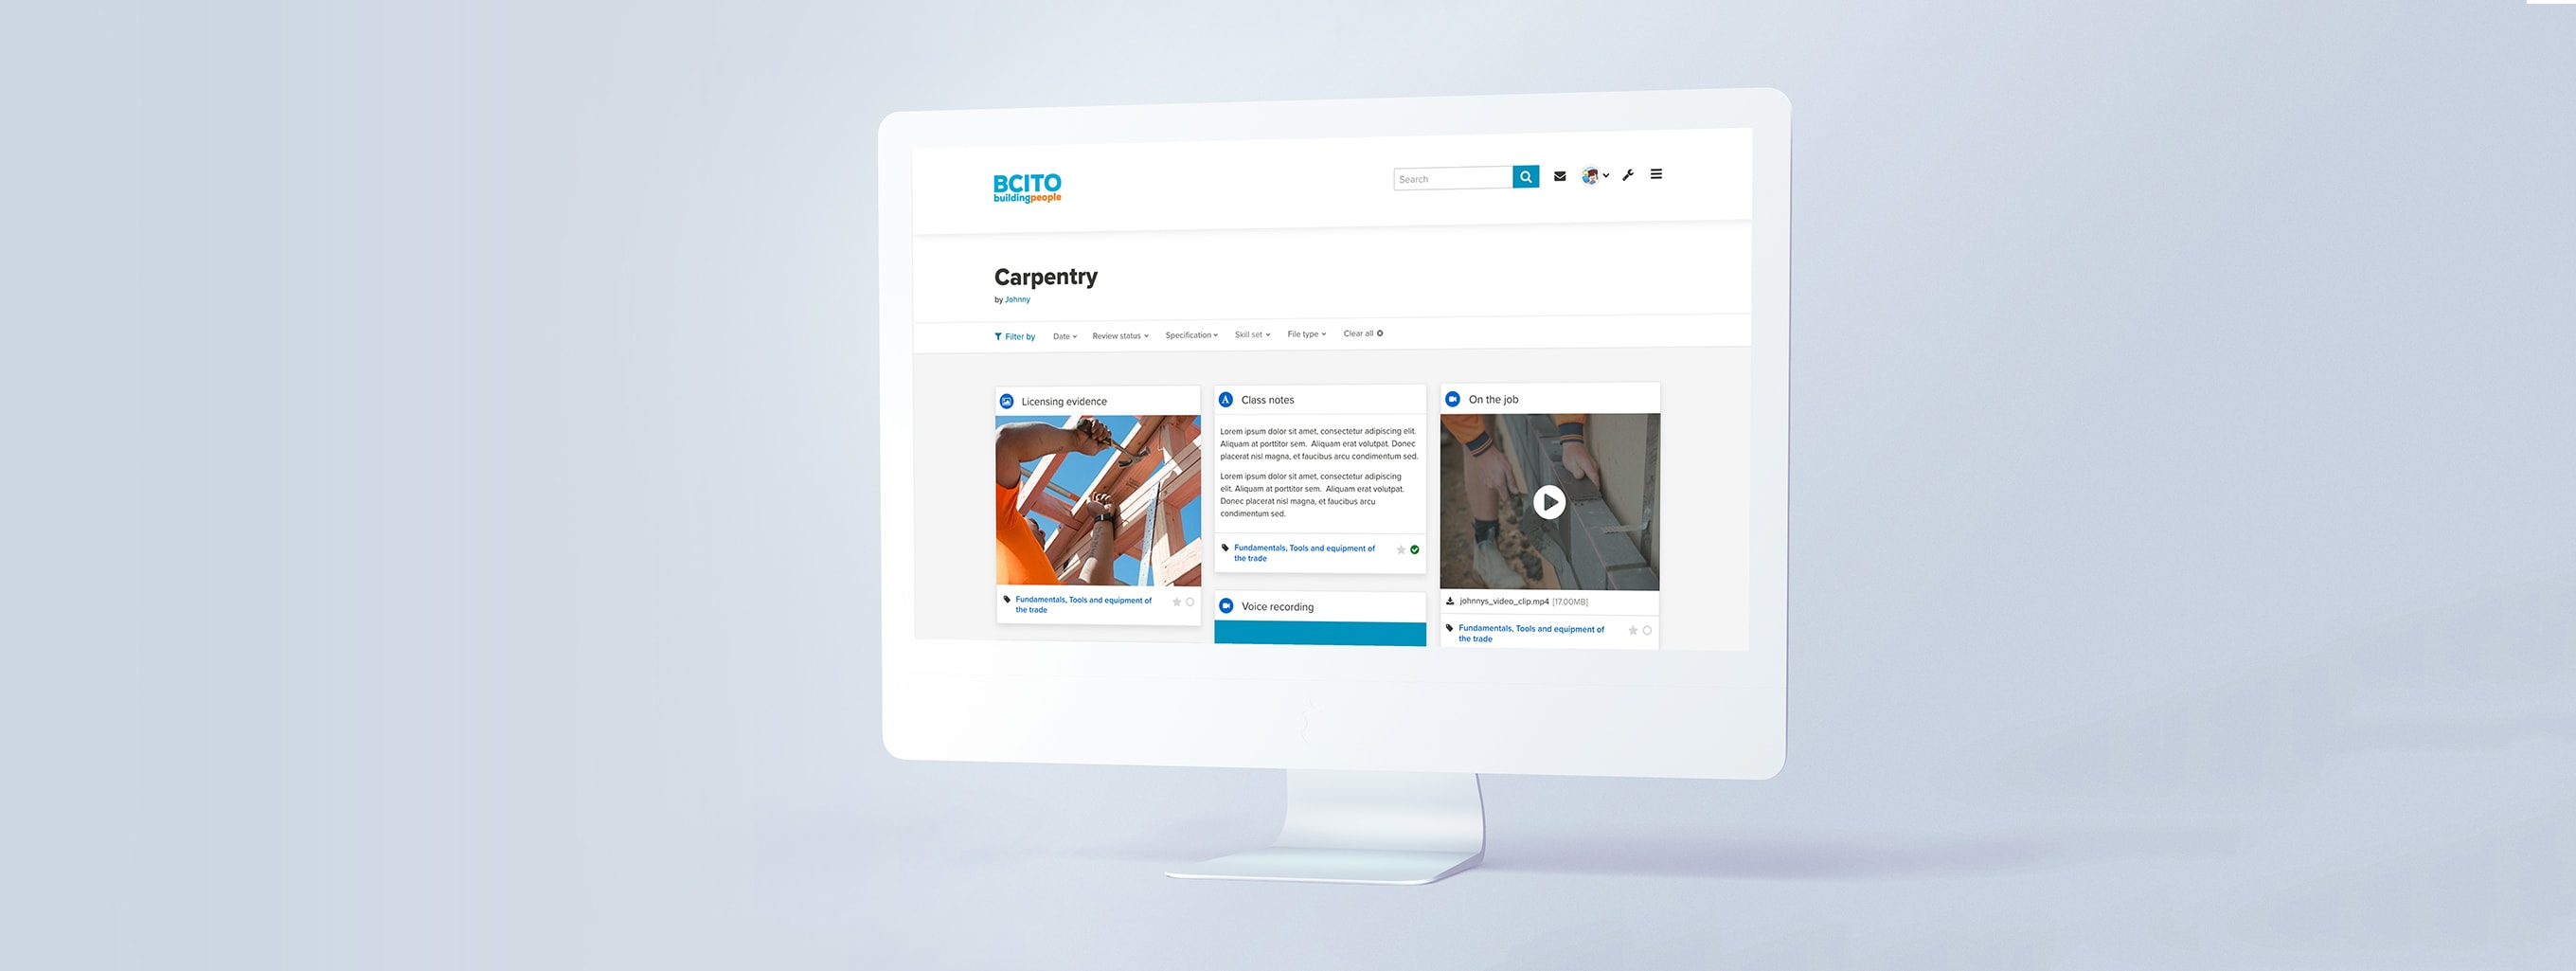 BCITO
buildingpeople
Search
Carpentry
by Johnny
Filter by Date Review status Specification Skill set File type Clear all
Licensing evidence
Fundamentals, Tools and equipment of
the trade
Class notes
Lorem ipsum dolor sit amet, consectetur adipiscing elit.
Aliquam at porttitor sem. Aliquam erat volutpat. Donec
placerat nisl magna, et faucibus arcu condimentum sed.
Lorem ipsum dolor sit amet, consectetur adipiscing
elit. Aliquam at porttitor sem. Aliquam erat volutpat.
Donec placerat nisl magna, et faucibus arcu
condimentum sed.
Fundamentals, Tools and equipment of
the trade
Voice recording
On the job
johnnys_video_clip.mp4 [17.00MB]
Fundamentals, Tools and equipment of
the trade